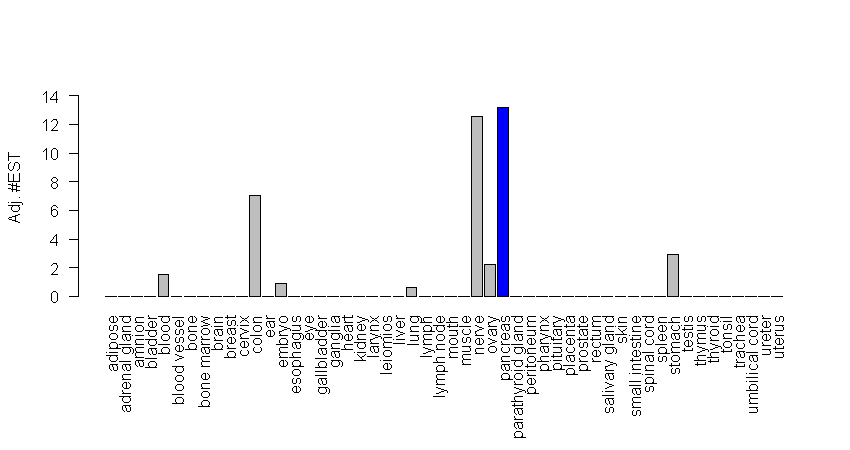 Adj. #EST
14
12
10
8
6
4
2
0
adipose
adrenal gland
amnion
bladder
blood
blood vessel
bone
bone marrow
brain
breast
cervix
colon
ear
embryo
esophagus
eye
gallbladder
ganglia
heart
kidney
larynx
leiomios
liver
lung
lymph
lymph node
mouth
muscle
nerve
ovary
pancreas
parathyroid gland
peritoneum
pharynx
pituitary
placenta
prostate
rectum
salivary gland
skin
small intestine
spinal cord
spleen
stomach
testis
thymus
thyroid
tonsil
trachea
umbilical cord
ureter
uterus